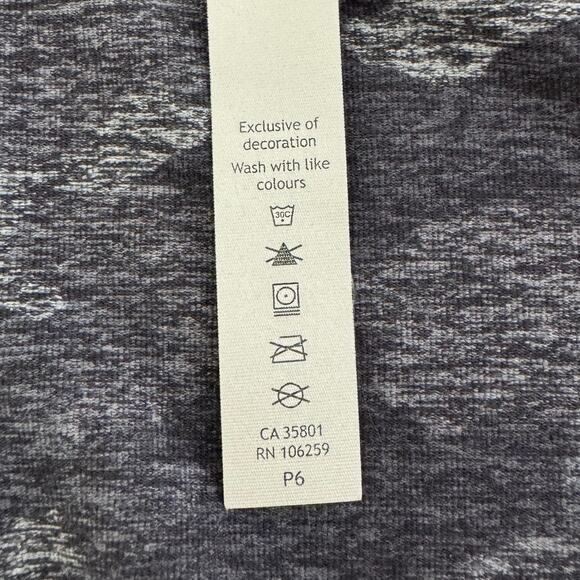 Exclusive of
decoration
Wash with like
colours
30C
CA 35801
RN 106259
P6